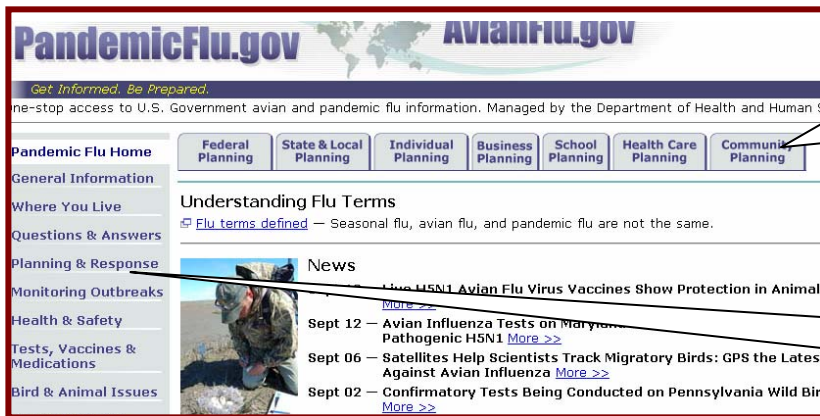 PandemicFlu.gov
AvianFlu.gov
Get Informed. Be Prepared.
one-stop access to U.S. Government avian and pandemic flu information. Managed by the Department of Health and Human
Pandemic Flu Home
General Information
Where You Live
Questions & Answers
Planning & Response
Monitoring Outbreaks
Health & Safety
Tests, Vaccines &
Medications
Bird & Animal Issues
Federal
Planning
State & Local
Planning
Individual
Planning
Business
Planning
School
Planning
Health Care
Planning
Community
Planning
Understanding Flu Terms
Flu terms defined — Seasonal flu, avian flu, and pandemic flu are not the same.
News
Live H5N1 Avian Flu Virus Vaccines Show Protection in Animal
More >>
Sept 12 — Avian Influenza Tests on
Pathogenic H5N1 More >>
Sept 06 — Satellites Help Scientists Track Migratory Birds: GPS the Lates
Against Avian Influenza More >>
Sept 02 — Confirmatory Tests Being Conducted on Pennsylvania Wild Bir
More >>